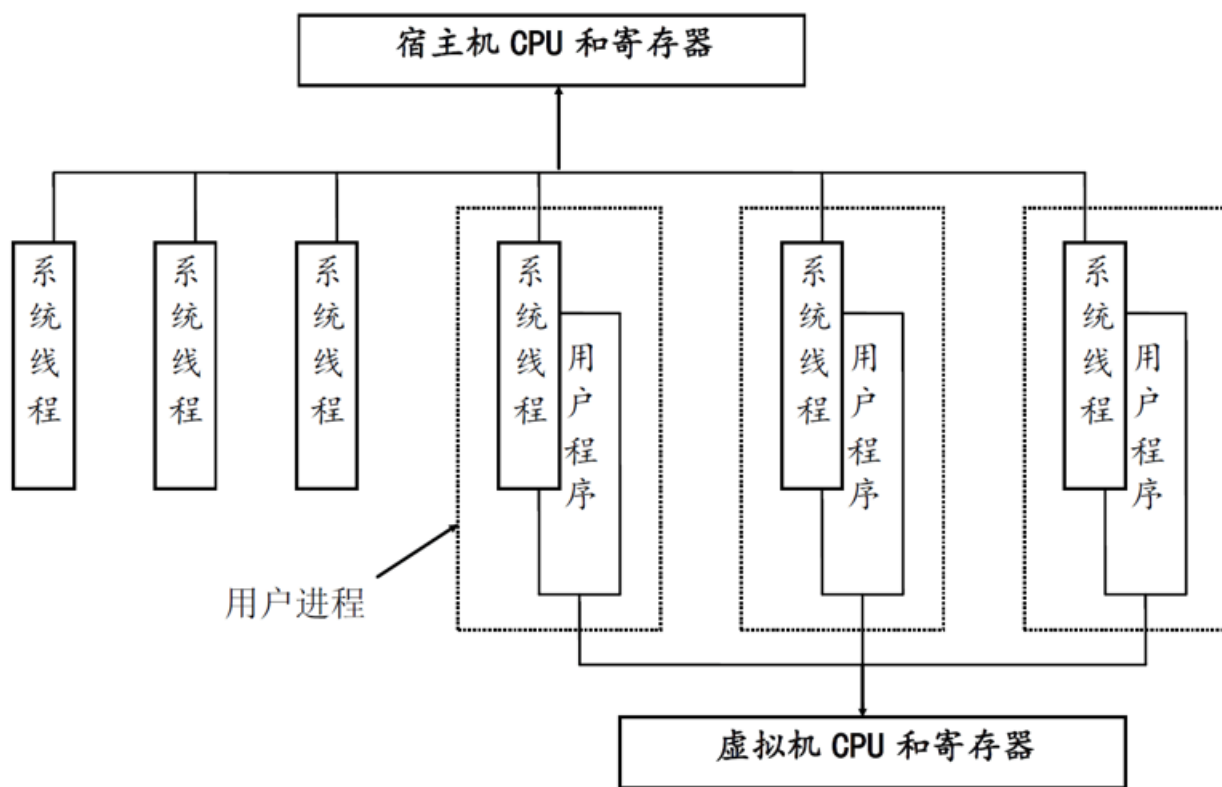 宿主机 CPU 和寄存器
系统线程
系统线程
系统线程
系统线程
用户程序
系统线程
用户程序
系统线程
用户程序
用户进程
虚拟机 CPU 和寄存器